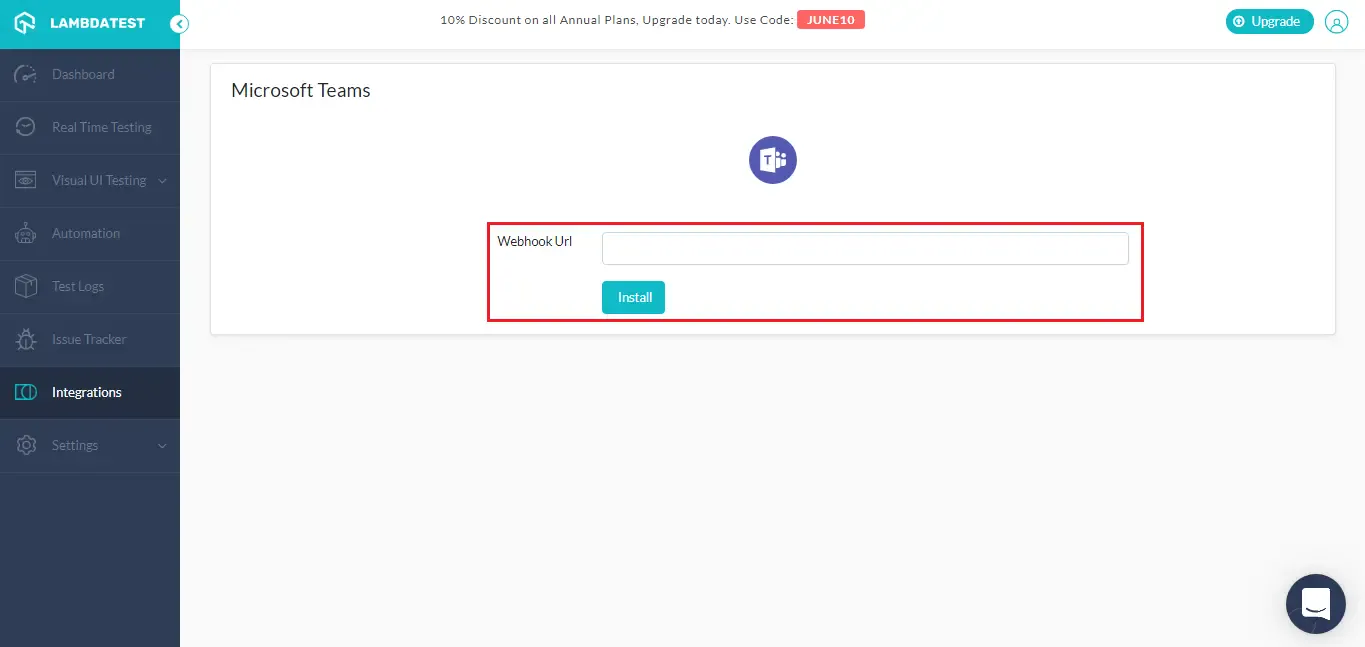 LAMBDATEST
10% Discount on all Annual Plans, Upgrade today. Use Code: JUNE10
Upgrade
Dashboard
Real Time Testing
Visual UI Testing
Automation
Test Logs
Issue Tracker
Integrations
Settings
Microsoft Teams
T
Webhook Url
Install